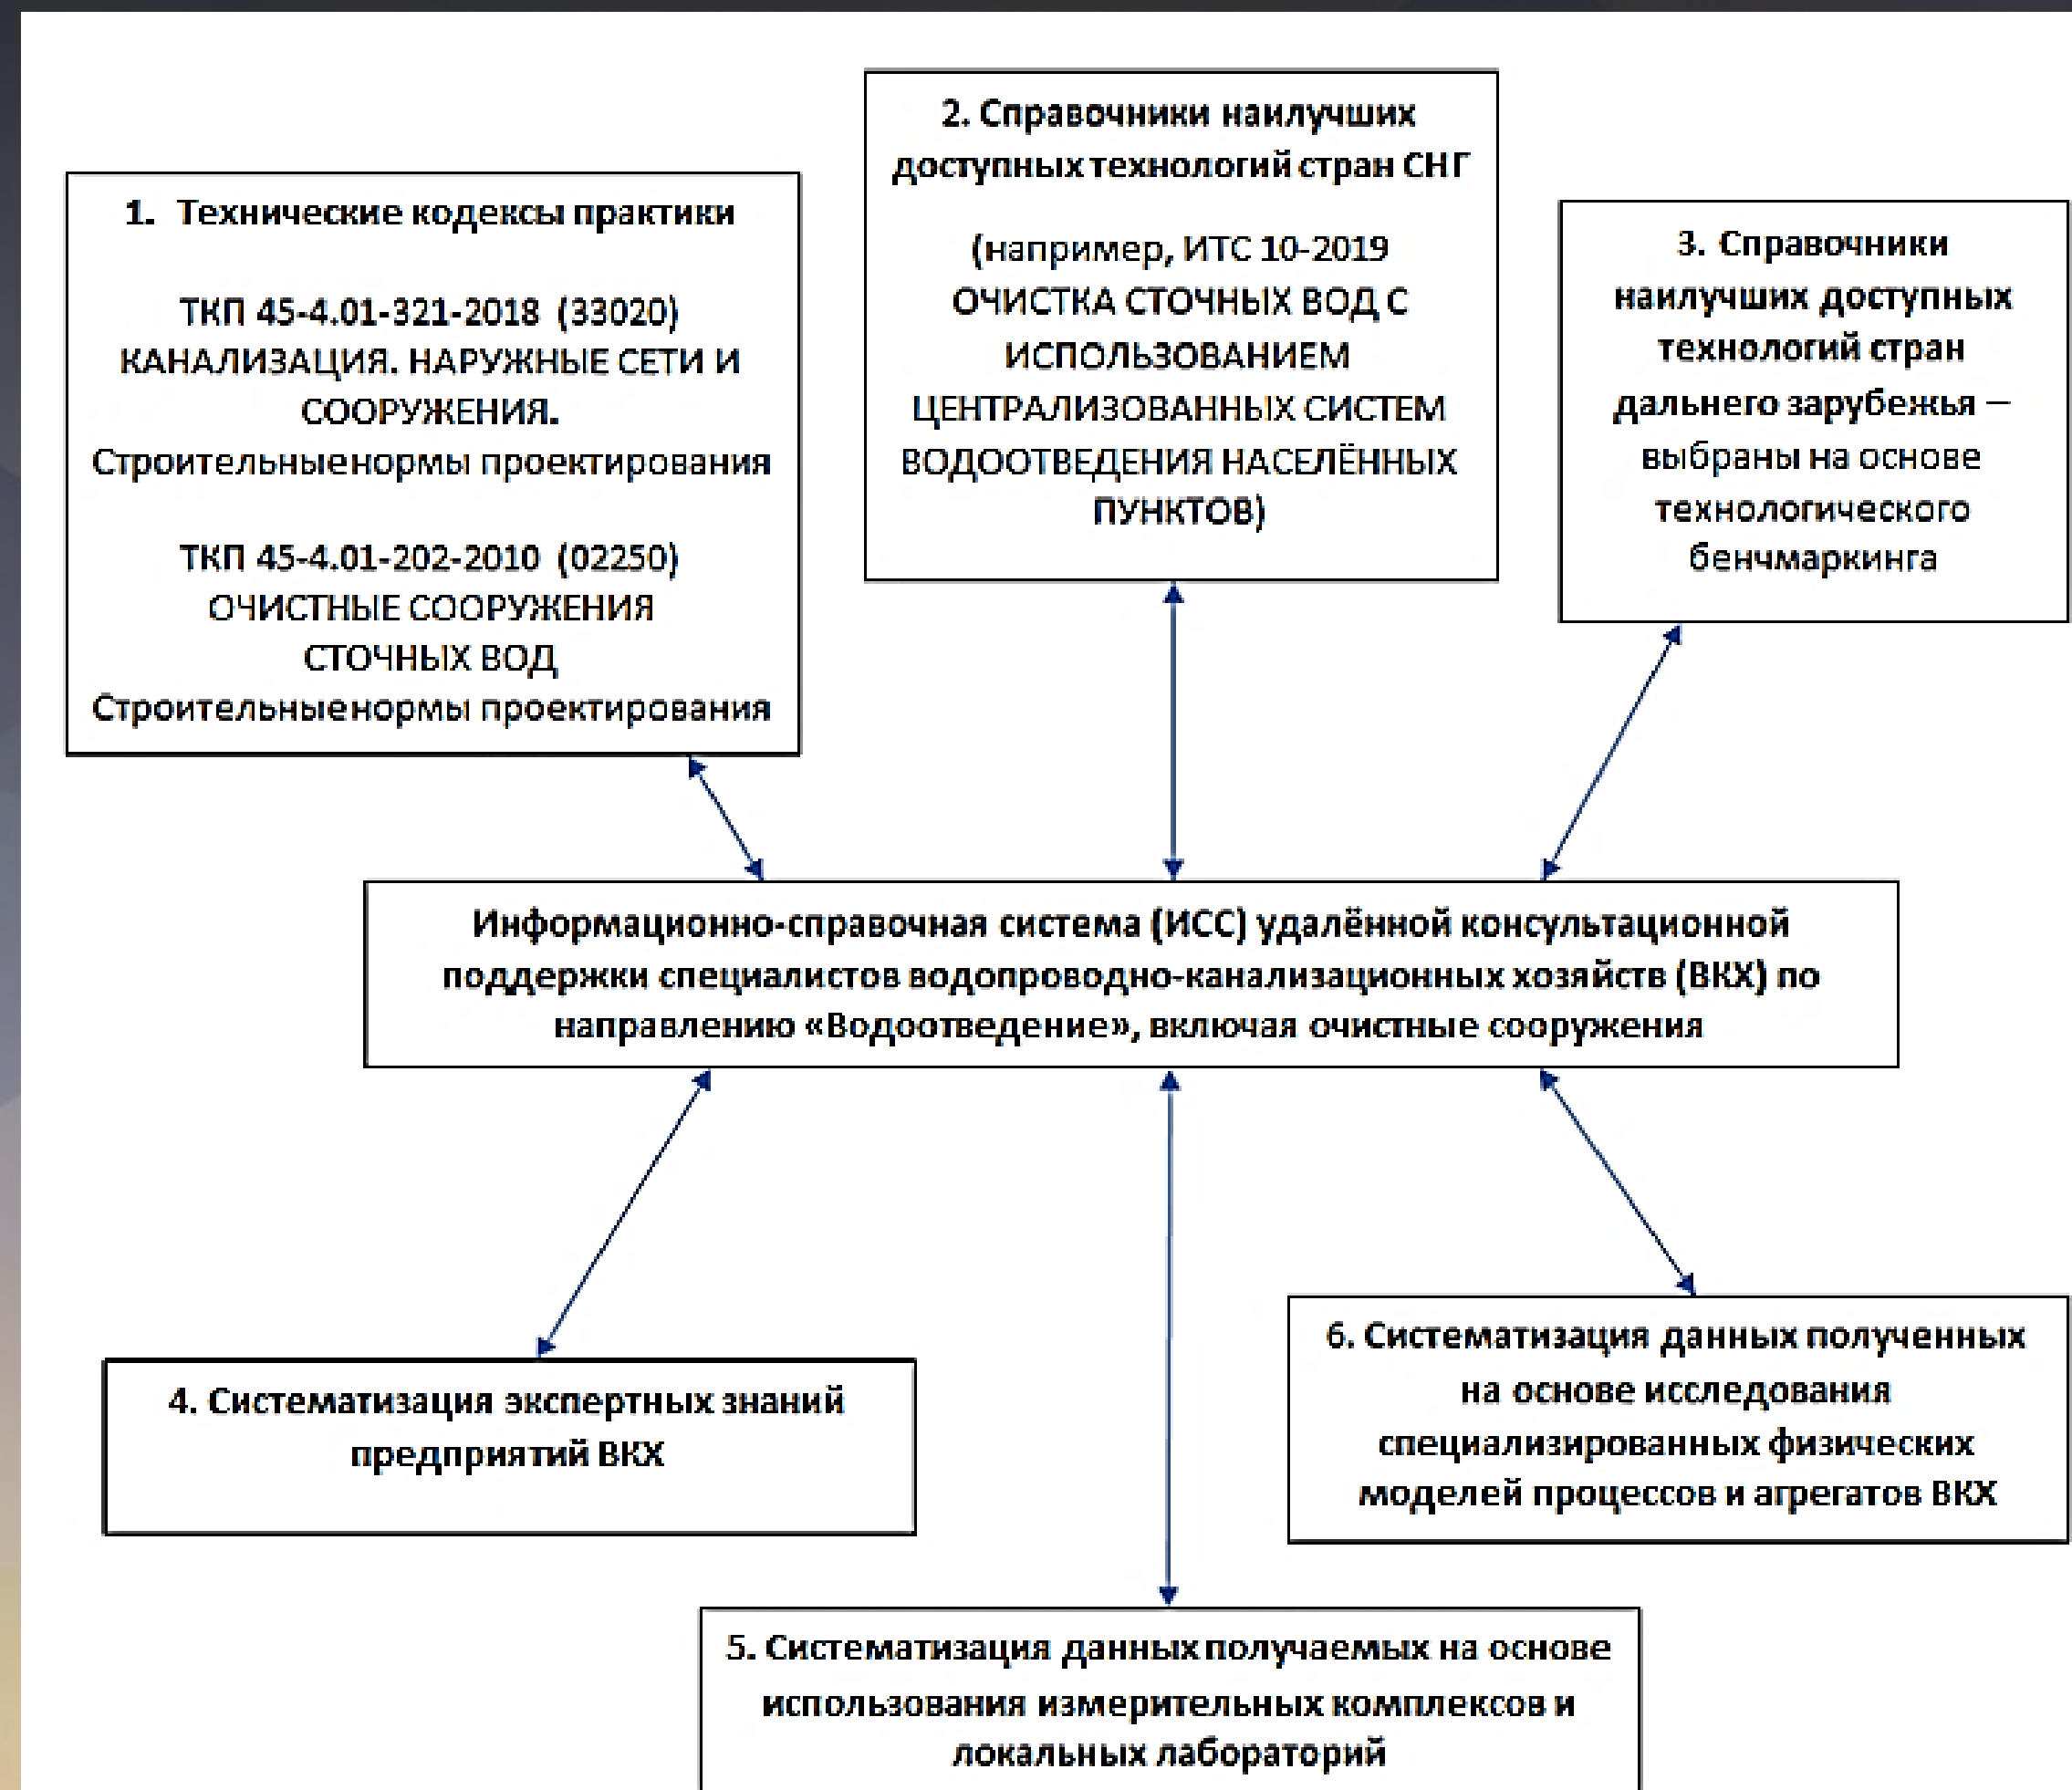 1. Технические кодексы практики
ТКП 45-4.01-321-2018 (33020)
КАНАЛИЗАЦИЯ. НАРУЖНЫЕ СЕТИ И
СООРУЖЕНИЯ.
Строительныенормы проектирования
ТКП 45-4.01-202-2010 (02250)
ОЧИСТНЫЕ СООРУЖЕНИЯ
СТОЧНЫХ ВОД
Строительныенормы проектирования
2. Справочники наилучших
доступных технологий стран СНГ
(например, ИТС 10-2019
ОЧИСТКА СТОЧНЫХ ВОД С
ИСПОЛЬЗОВАНИЕМ
ЦЕНТРАЛИЗОВАННЫХ СИСТЕМ
ВОДООТВЕДЕНИЯ НАСЕЛЁННЫХ
ПУНКТОВ)
3. Справочники
наилучших доступных
технологий стран
дальнего зарубежья –
выбраны на основе
технологического
бенчмаркинга
Информационно-справочная система (ИСС) удалённой консультационной
поддержки специалистов водопроводно-канализационных хозяйств (ВКХ) по
направлению «Водоотведение», включая очистные сооружения
4. Систематизация экспертных знаний
предприятий ВКХ
6. Систематизация данных полученных
на основе исследования
специализированных физических
моделей процессов и агрегатов ВКХ
5. Систематизация данных получаемых на основе
использования измерительных комплексов и
локальных лабораторий